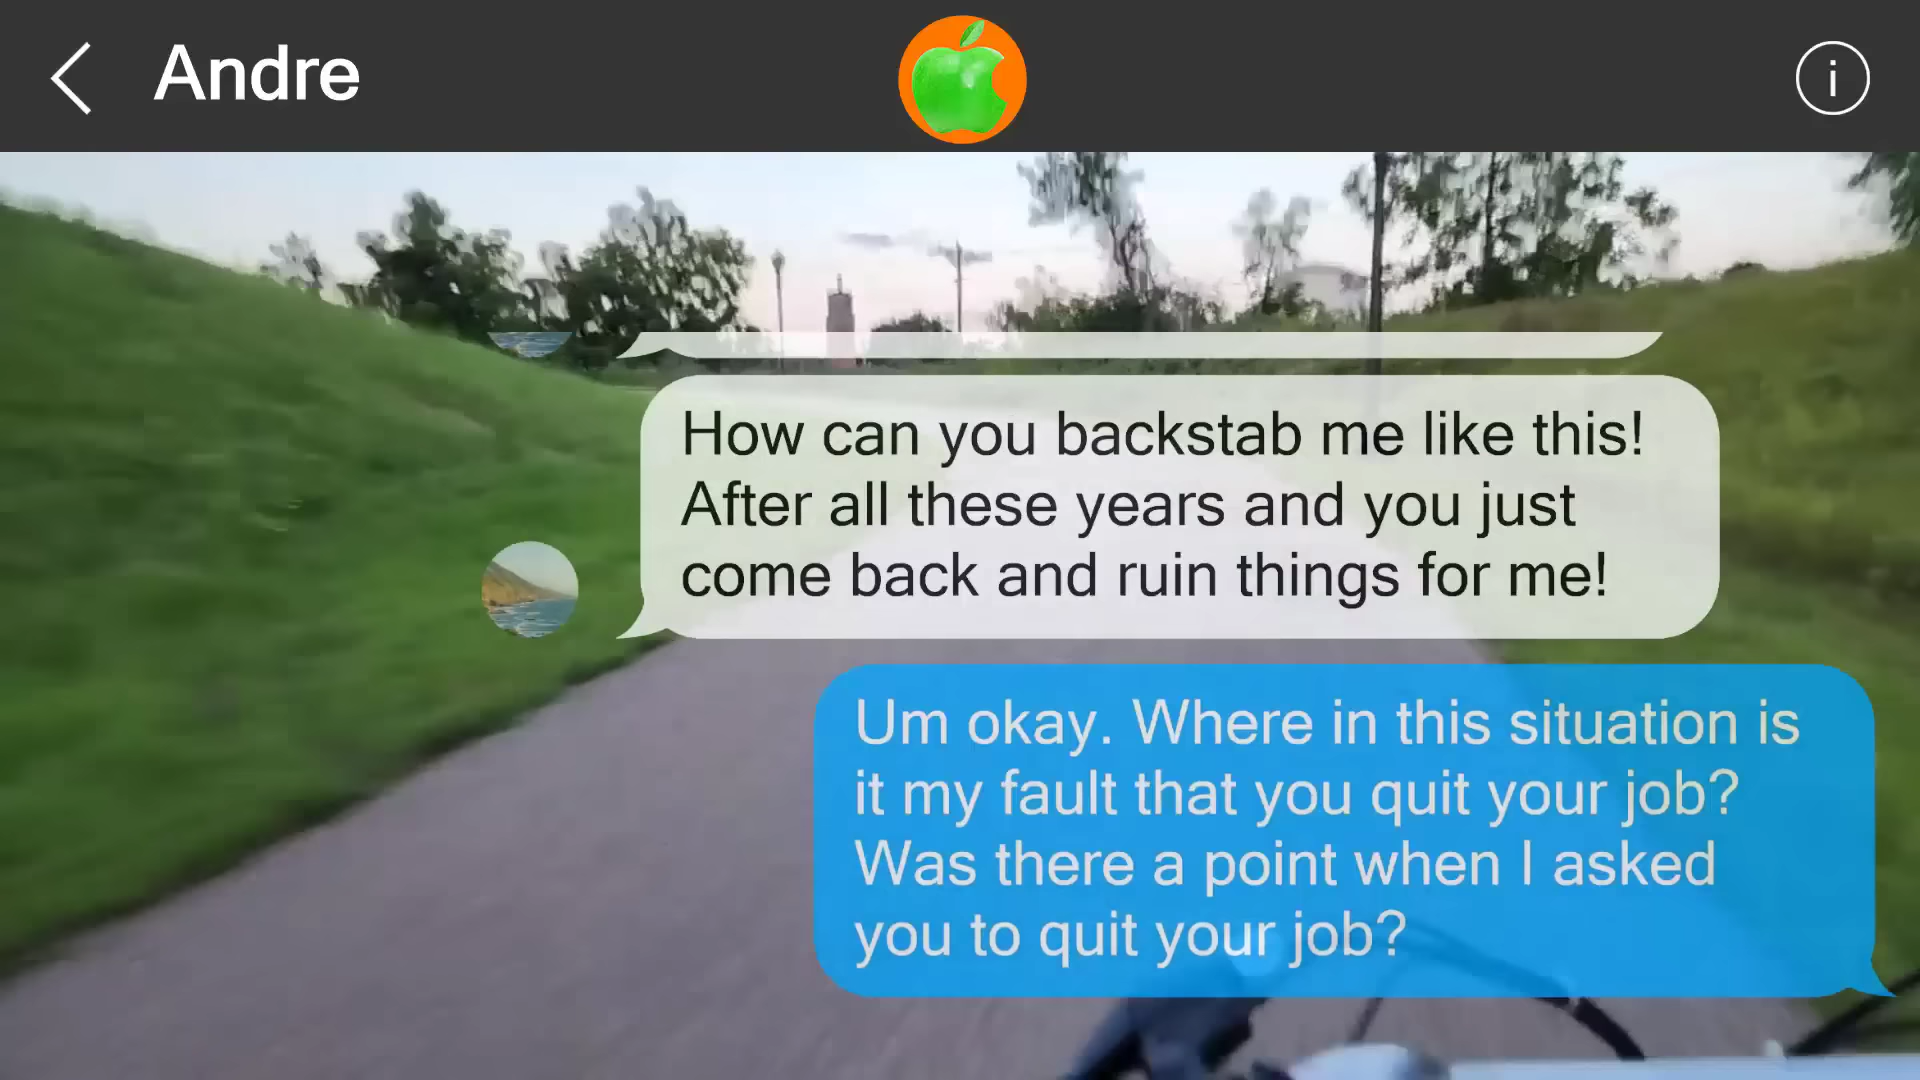 Andre
i
How can you backstab me like this!
After all these years and you just
come back and ruin things for me!
Um okay. Where in this situation is
it my fault that you quit your job?
Was there a point when I asked
you to quit your job?